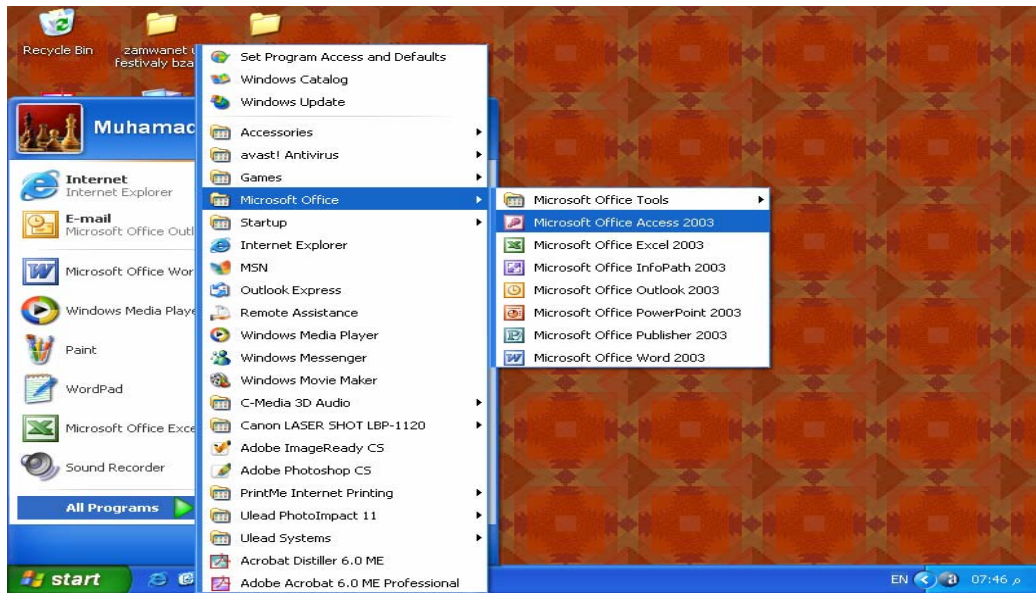 Recycle Bin
zamwanet
festivaly bza
Muhamad
Internet
Internet Explorer
E-mail
Microsoft Office Outl
Microsoft Office Wor
Windows Media Playe
Paint
WordPad
Microsoft Office Exce
Sound Recorder
All Programs
Set Program Access and Defaults
Windows Catalog
Windows Update
Accessories
avast! Antivirus
Games
Microsoft Office
Startup
Internet Explorer
MSN
Outlook Express
Remote Assistance
Windows Media Player
Windows Messenger
Windows Movie Maker
C-Media 3D Audio
Canon LASER SHOT LBP-1120
Adobe ImageReady CS
Adobe Photoshop CS
PrintMe Internet Printing
Ulead PhotoImpact 11
Ulead Systems
Acrobat Distiller 6.0 ME
Adobe Acrobat 6.0 ME Professional
Microsoft Office Tools
Microsoft Office Access 2003
Microsoft Office Excel 2003
Microsoft Office InfoPath 2003
Microsoft Office Outlook 2003
Microsoft Office PowerPoint 2003
Microsoft Office Publisher 2003
Microsoft Office Word 2003
start
EN
07:46 م